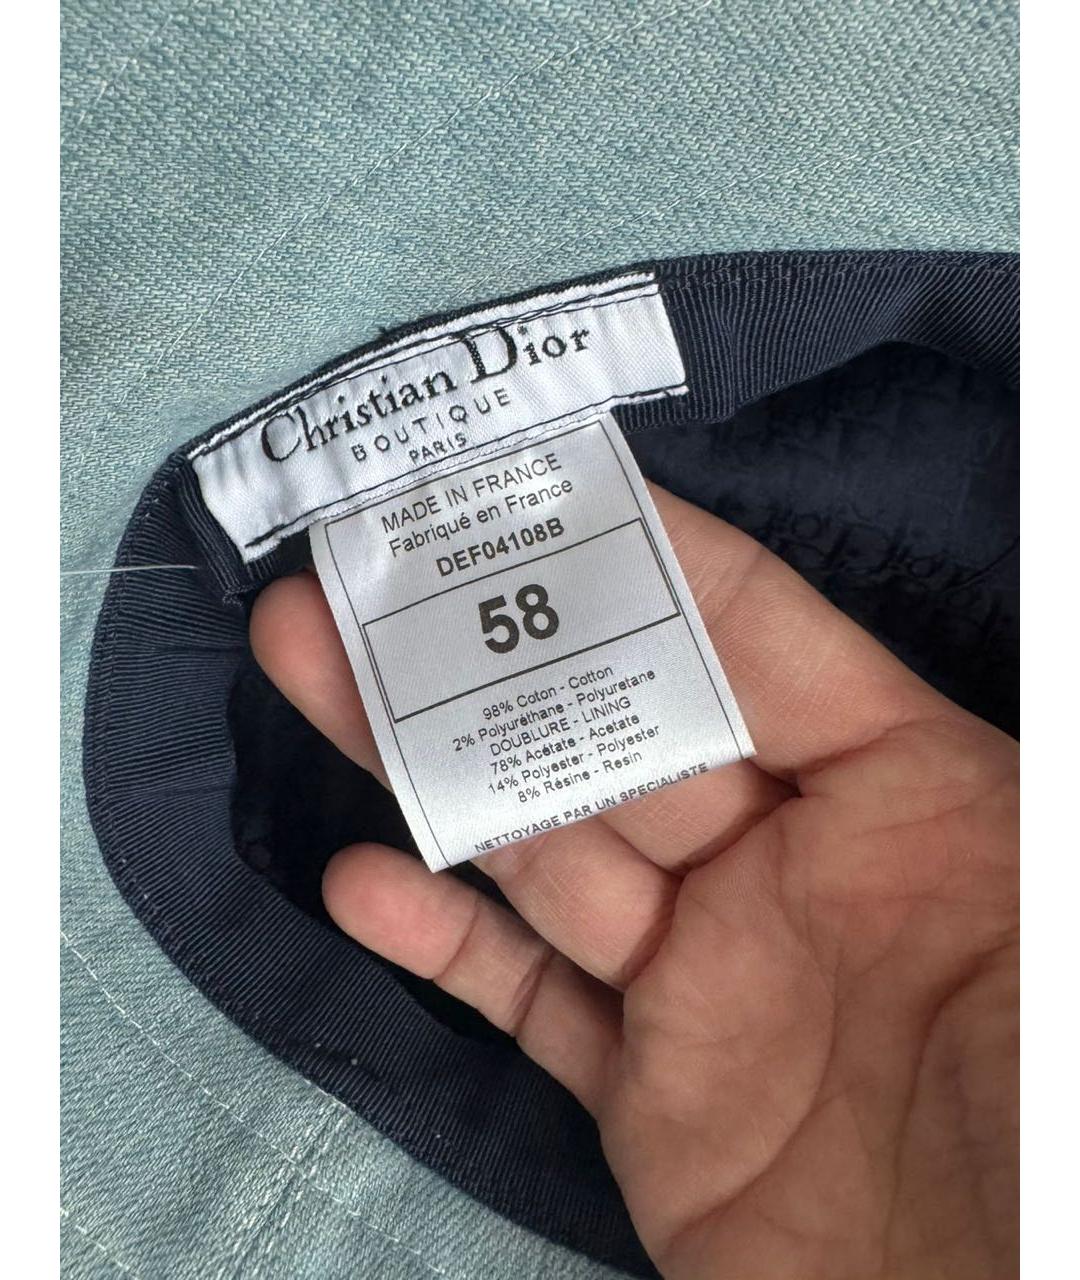 Christian Dior
BOUTIQUE
PARIS
MADE IN FRANCE
Fabriqué en France
DEF04108B
58
98% Coton - Cotton
2% Polyuréthane - Polyuretane
DOUBLURE - LINING
78% Acétate - Acetate
14% Polyester - Polyester
8% Résine - Resin
NETTOYAGE PAR UN SPECIALISTE